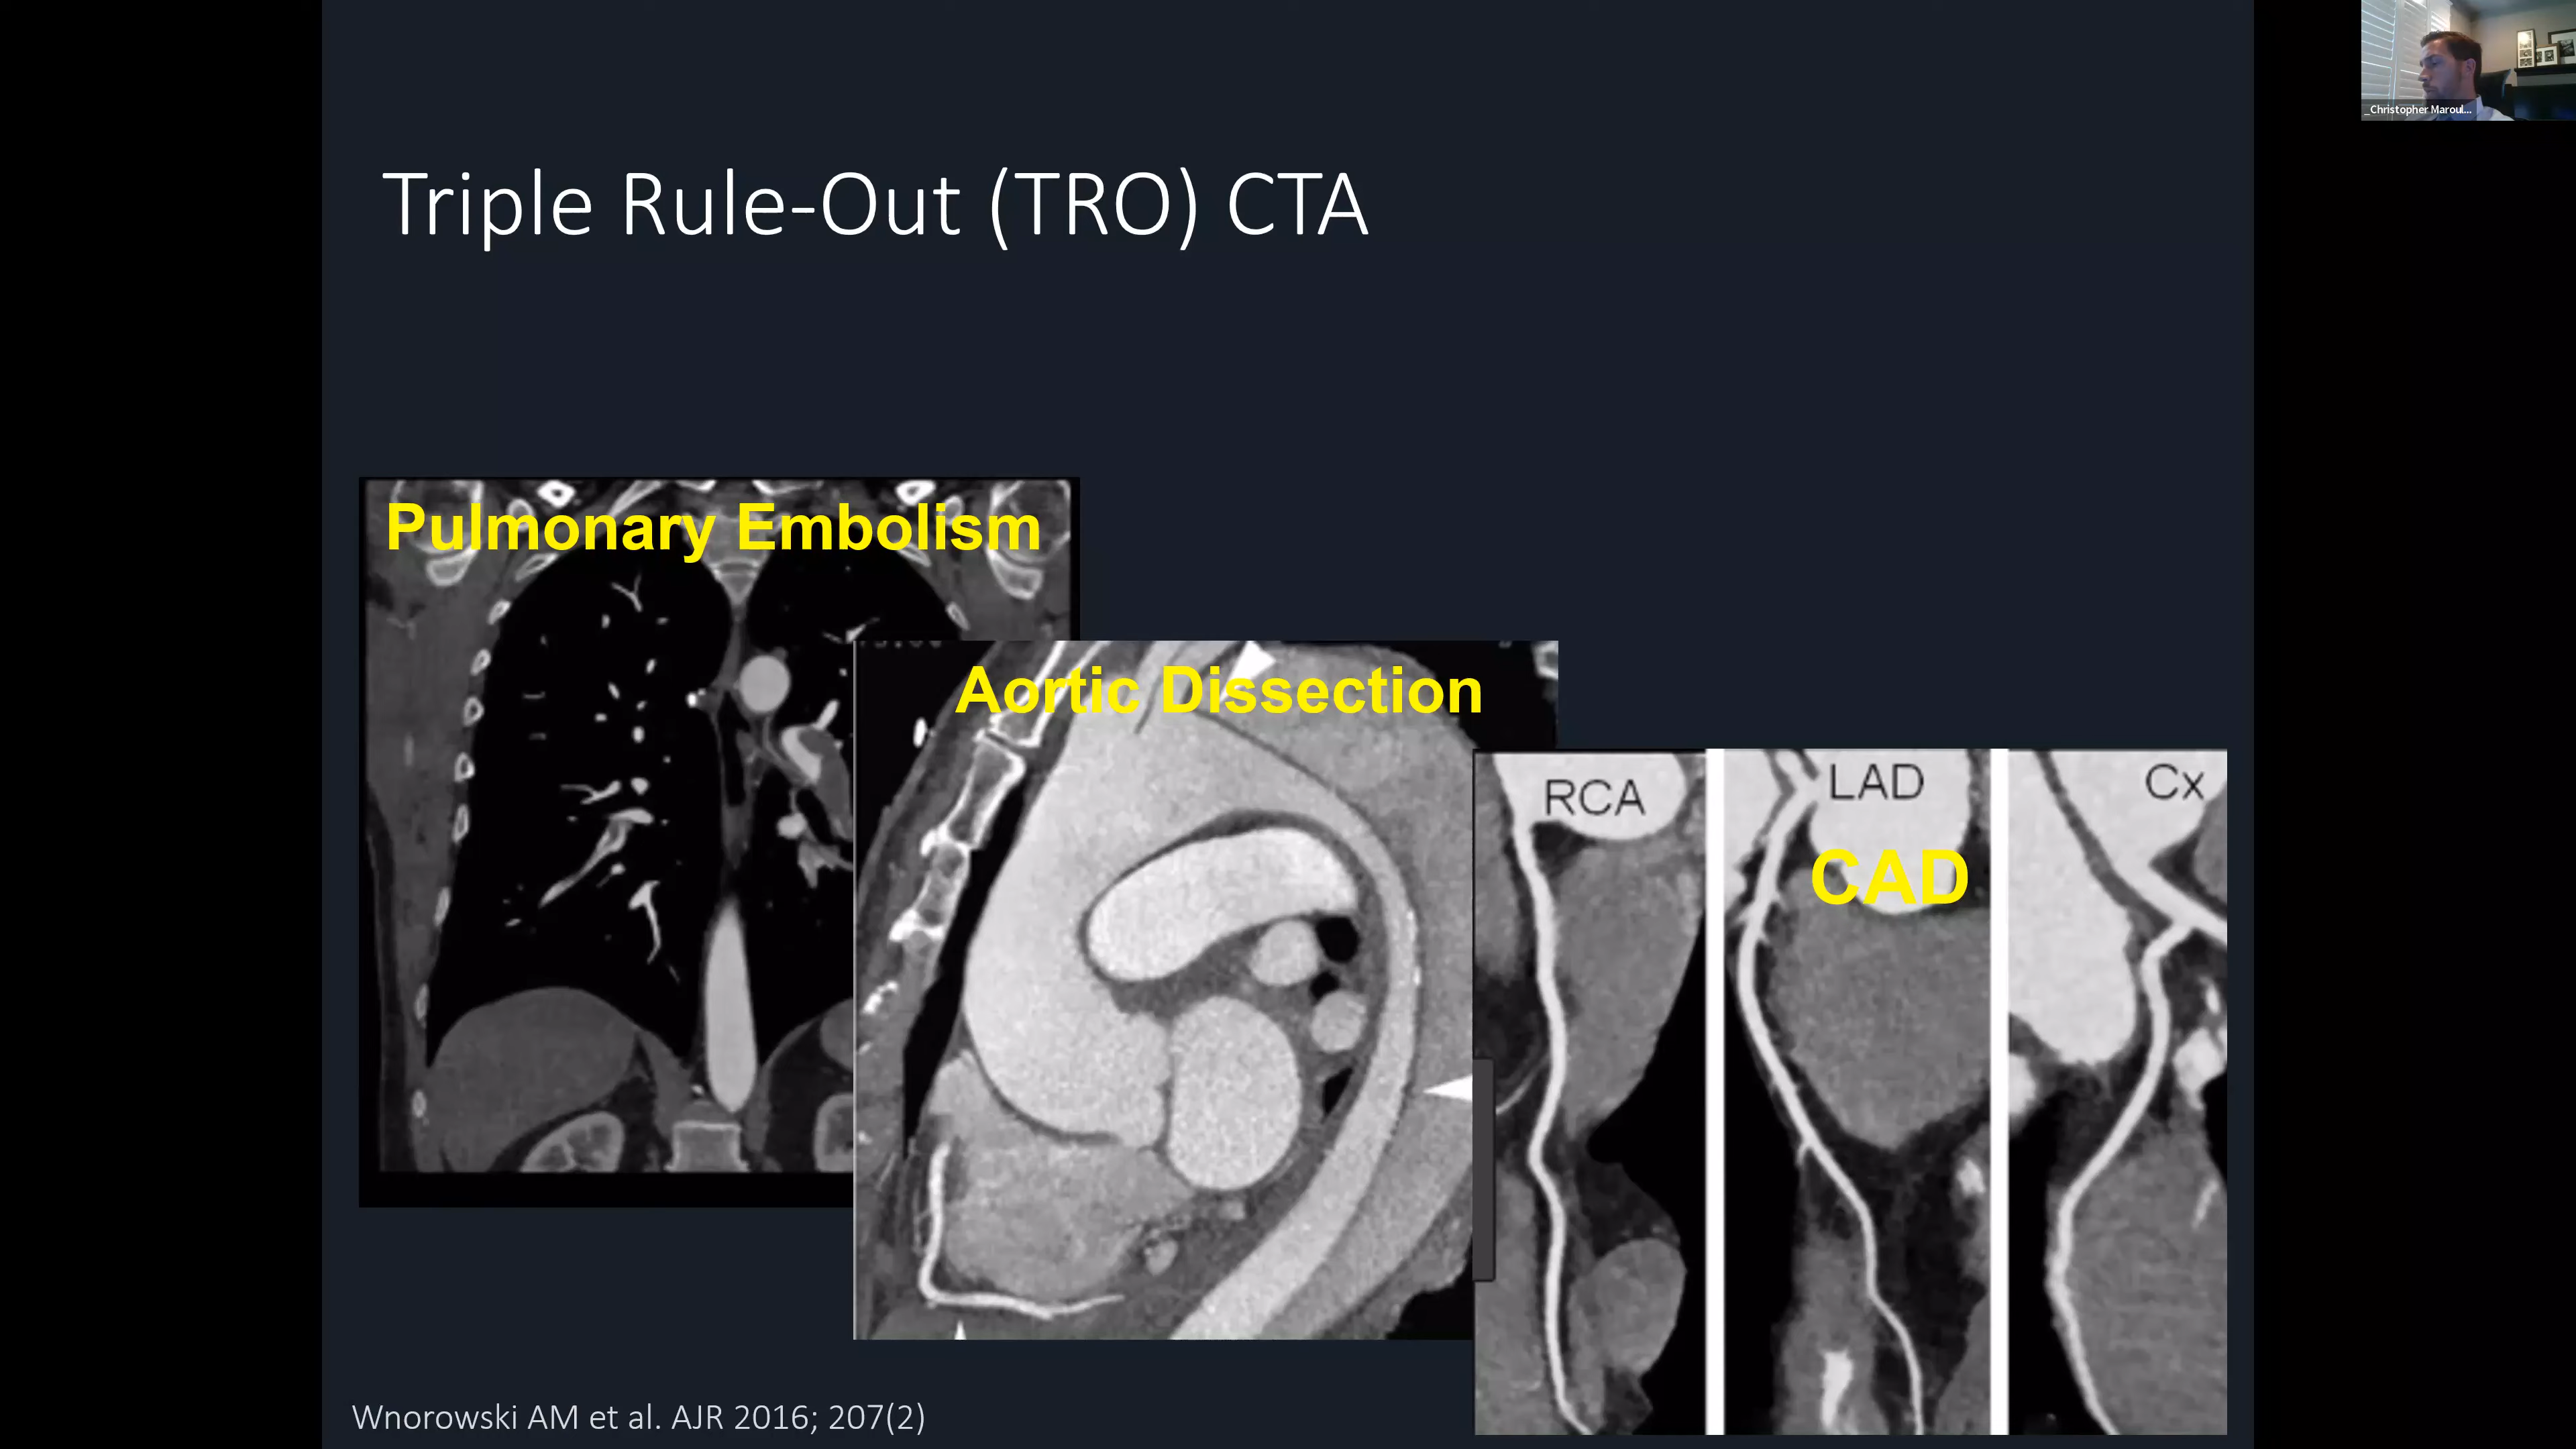 _Christopher Maroul...
Triple Rule-Out (TRO) CTA
Pulmonary Embolism
Aortic Dissection
RCA
LAD
Cx
CAD
Wnorowski AM et al. AJR 2016; 207(2)